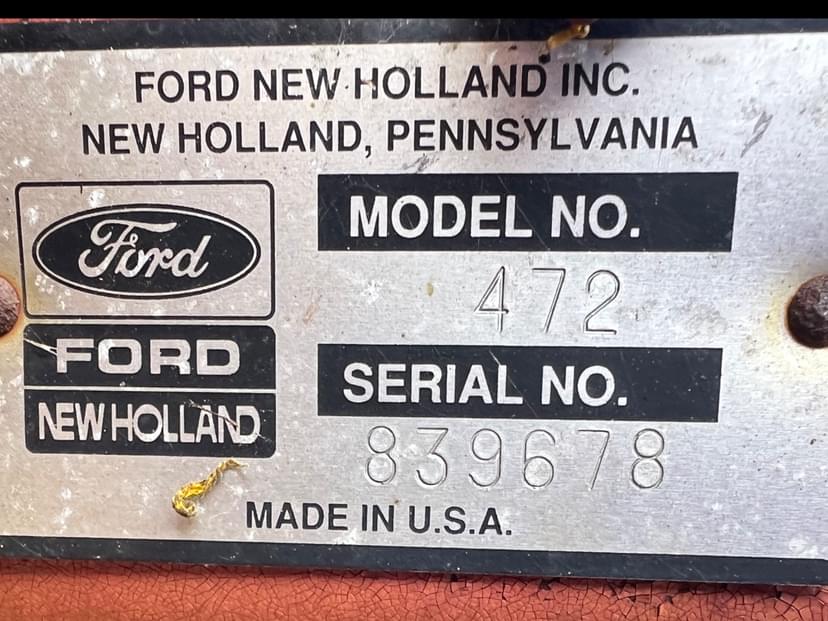 FORD NEW HOLLAND INC.
NEW HOLLAND, PENNSYLVANIA
Ford
MODEL NO.
472
FORD
NEW HOLLAND
SERIAL NO.
839678
MADE IN U.S.A.